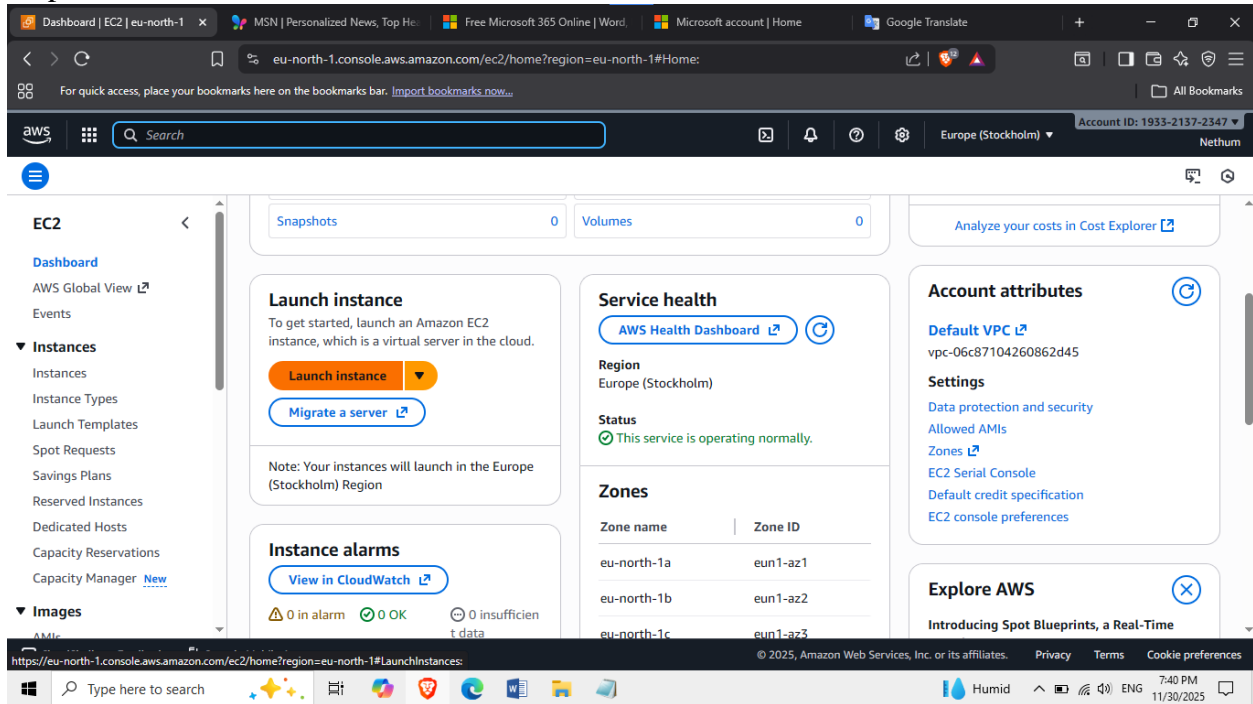 Dashboard | EC2 | eu-north-1
MSN | Personalized News, Top Hea
Free Microsoft 365 Online | Word,
Microsoft account | Home
Google Translate
eu-north-1.console.aws.amazon.com/ec2/home?region=eu-north-1#Home:
12
For quick access, place your bookmarks here on the bookmarks bar. Import bookmarks now...
All Bookmarks
aws
Search
Europe (Stockholm)
Account ID: 1933-2137-2347
Nethum
EC2
Dashboard
AWS Global View
Events
Instances
Instances
Instance Types
Launch Templates
Spot Requests
Savings Plans
Reserved Instances
Dedicated Hosts
Capacity Reservations
Capacity Manager New
Images
AMIs
Snapshots 0
Volumes 0
Launch instance
To get started, launch an Amazon EC2
instance, which is a virtual server in the cloud.
Launch instance
Migrate a server
Note: Your instances will launch in the Europe
(Stockholm) Region
Instance alarms
View in CloudWatch
0 in alarm 0 OK 0 insufficien
t data
Service health
AWS Health Dashboard
Region
Europe (Stockholm)
Status
This service is operating normally.
Zones
Zone name Zone ID
eu-north-1a eun1-az1
eu-north-1b eun1-az2
eu-north-1c eun1-az3
Analyze your costs in Cost Explorer
Account attributes
Default VPC
vpc-06c87104260862d45
Settings
Data protection and security
Allowed AMIs
Zones
EC2 Serial Console
Default credit specification
EC2 console preferences
Explore AWS
Introducing Spot Blueprints, a Real-Time
https://eu-north-1.console.aws.amazon.com/ec2/home?region=eu-north-1#LaunchInstances:
© 2025, Amazon Web Services, Inc. or its affiliates. Privacy Terms Cookie preferences
Type here to search
Humid
ENG
7:40 PM
11/30/2025